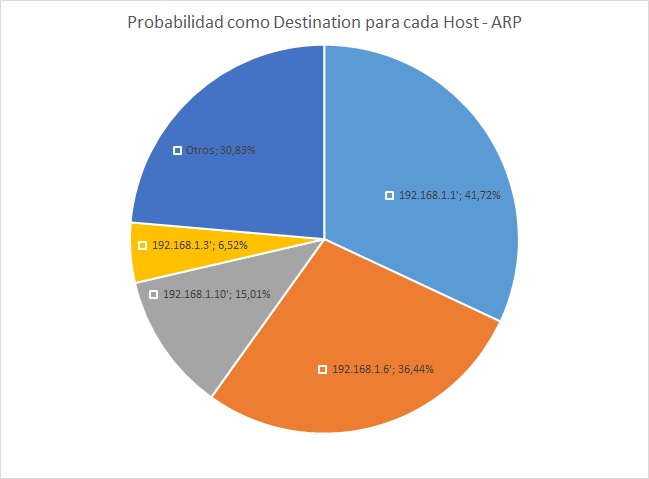 Probabilidad como Destination para cada Host - ARP
Otros; 30,83%
192.168.1.1'; 41,72%
192.168.1.3'; 6,52%
192.168.1.10'; 15,01%
192.168.1.6'; 36,44%